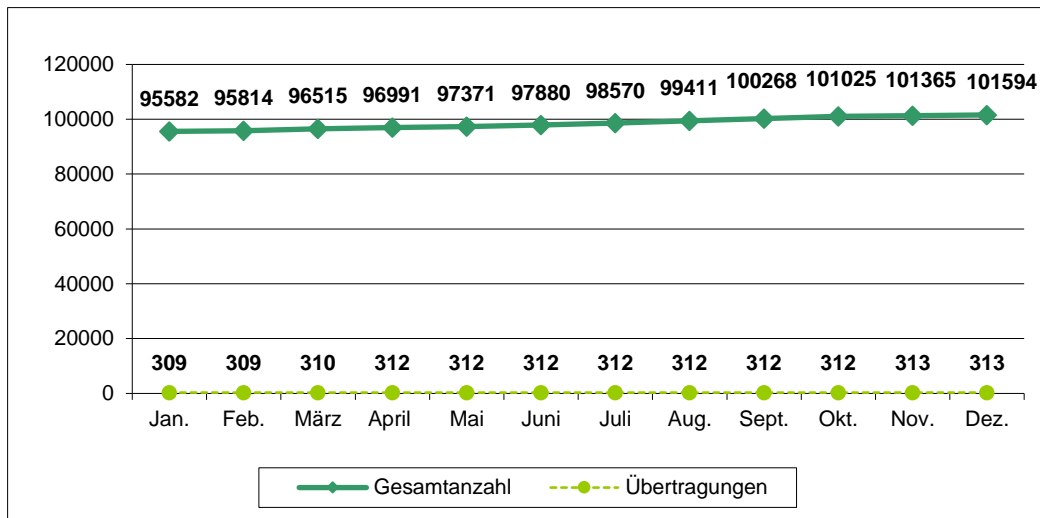 120000
95582 95814 96515 96991 97371 97880 98570 99411 100268 101025 101365 101594
100000
80000
60000
40000
20000
309 309 310 312 312 312 312 312 312 312 313 313
0
Jan. Feb. März April Mai Juni Juli Aug. Sept. Okt. Nov. Dez.
Gesamtanzahl Übertragungen